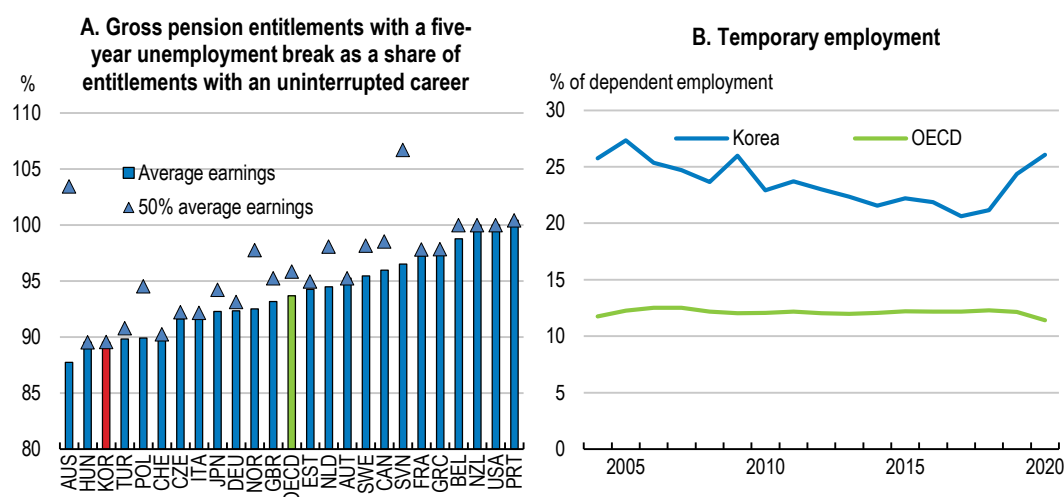 A. Gross pension entitlements with a five-
year unemployment break as a share of
entitlements with an uninterrupted career
%
110
105
100
95
90
85
80
Average earnings
50% average earnings
AUS
HUN
KOR
TUR
POL
CHE
CZE
ITA
JPN
DEU
NOR
GBR
OECD
EST
NLD
AUT
SWE
CAN
SVN
FRA
GRC
BEL
NZL
USA
PRT
B. Temporary employment
% of dependent employment
30
25
20
15
10
5
0
Korea
OECD
2005
2010
2015
2020